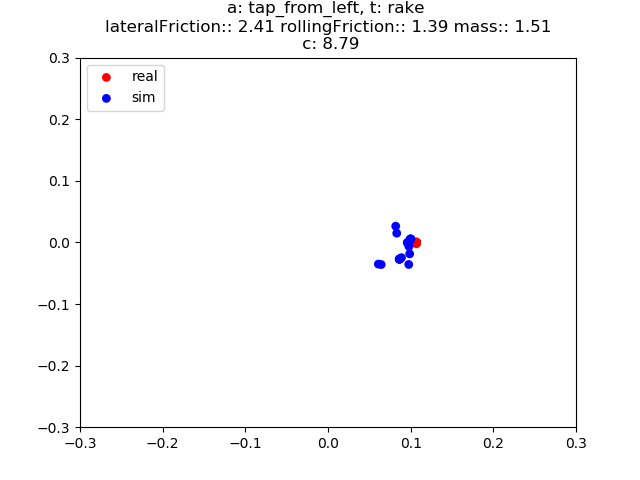 a: tap_from_left, t: rake
lateralFriction:: 2.41 rollingFriction:: 1.39 mass:: 1.51
c: 8.79
real
sim
0.3
0.2
0.1
0.0
−0.1
−0.2
−0.3
−0.3 −0.2 −0.1 0.0 0.1 0.2 0.3